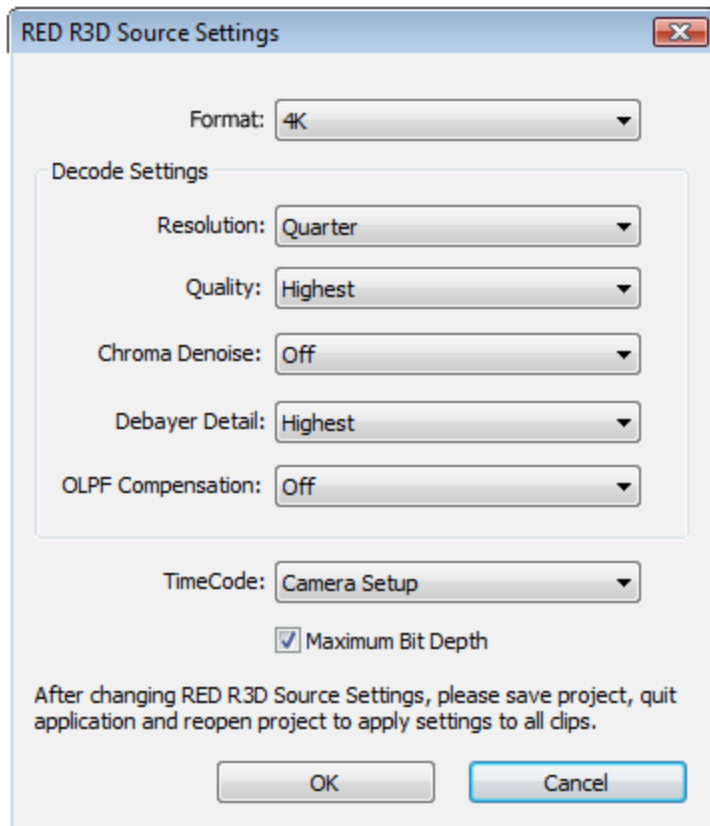 RED R3D Source Settings
Format: 4K
Decode Settings
Resolution: Quarter
Quality: Highest
Chroma Denoise: Off
Debayer Detail: Highest
OLPF Compensation: Off
TimeCode: Camera Setup
Maximum Bit Depth
After changing RED R3D Source Settings, please save project, quit
application and reopen project to apply settings to all clips.
OK Cancel